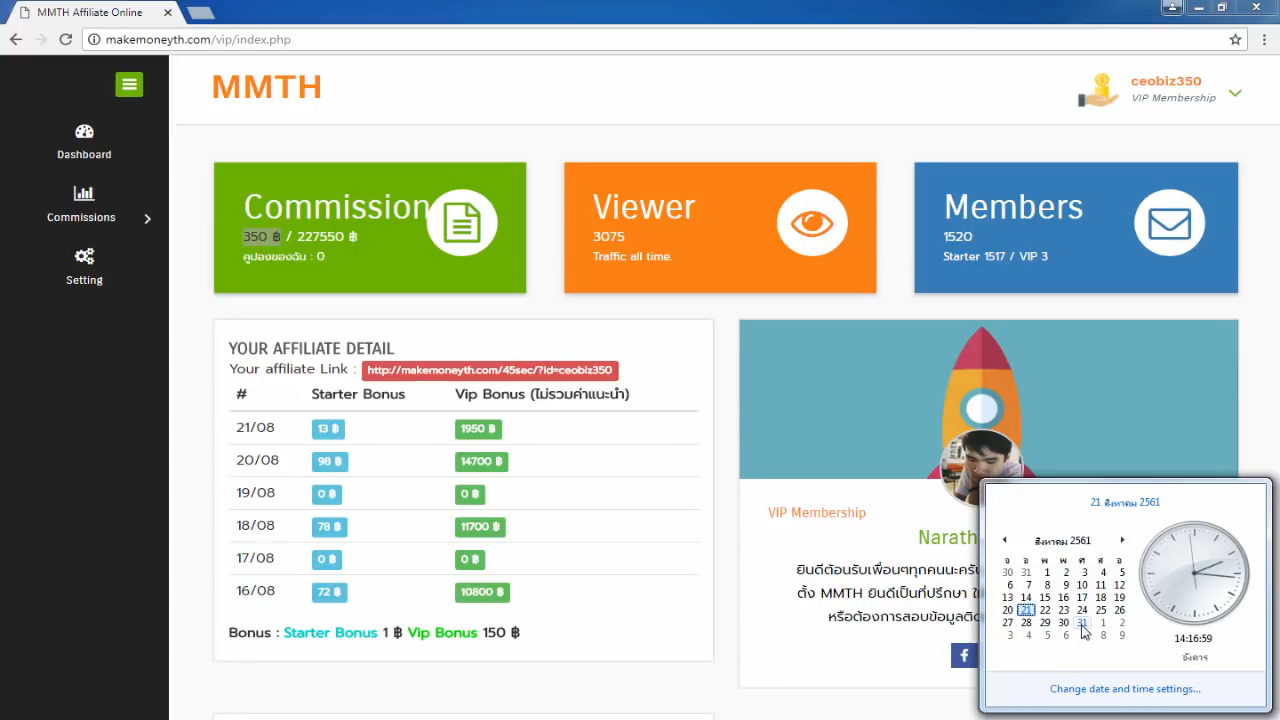 MMTH Affiliate Online
makemoneyth.com/vip/index.php
MMTH
ceobiz350
VIP Membership
Dashboard
Commissions
Setting
Commission
350 ฿ / 227550 ฿
คูปองของฉัน : 0
Viewer
3075
Traffic all time.
Members
1520
Starter 1517 / VIP 3
YOUR AFFILIATE DETAIL
Your affiliate Link : http://makemoneyth.com/45sec/?id=ceobiz350
# Starter Bonus Vip Bonus (ไม่รวมค่าแนะนำ)
21/08 13 ฿ 1950 ฿
20/08 98 ฿ 14700 ฿
19/08 0 ฿ 0 ฿
18/08 78 ฿ 11700 ฿
17/08 0 ฿ 0 ฿
16/08 72 ฿ 10800 ฿
Bonus : Starter Bonus 1 ฿ Vip Bonus 150 ฿
VIP Membership
Narath
ยินดีต้อนรับเพื่อนๆทุกคนนะครับ
ตั้ง MMTH ยินดีเป็นที่ปรึกษา
หรือต้องการสอบข้อมูล
21 สิงหาคม 2561
สิงหาคม 2561
จ อ พ พ ศ ส อ
30 31 1 2 3 4 5
6 7 8 9 10 11 12
13 14 15 16 17 18 19
20 21 22 23 24 25 26
27 28 29 30 31 1 2
3 4 5 6 8 9
14:16:59
อังคาร
Change date and time settings...